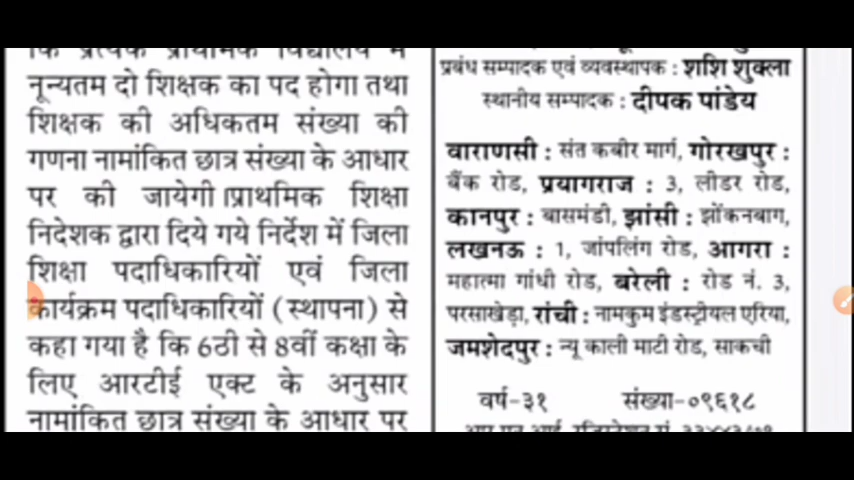 कि प्रत्येक प्राथमिक विद्यालय में
नून्यतम दो शिक्षक का पद होगा तथा
शिक्षक की अधिकतम संख्या की
गणना नामांकित छात्र संख्या के आधार
पर की जायेगी।प्राथमिक शिक्षा
निदेशक द्वारा दिये गये निर्देश में जिला
शिक्षा पदाधिकारियों एवं जिला
कार्यक्रम पदाधिकारियों (स्थापना) से
कहा गया है कि 6ठी से 8वीं कक्षा के
लिए आरटीई एक्ट के अनुसार
नामांकित छात्र संख्या के आधार पर
प्रबंध सम्पादक एवं व्यवस्थापक : शशि शुक्ला
स्थानीय सम्पादक : दीपक पांडेय
वाराणसी : संत कबीर मार्ग, गोरखपुर :
बैंक रोड, प्रयागराज : 3, लीडर रोड,
कानपुर : बासमंडी, झांसी : झोंकनबाग,
लखनऊ : 1, जांपलिंग रोड, आगरा :
महात्मा गांधी रोड, बरेली : रोड नं. 3,
परसाखेड़ा, रांची : नामकुम इंडस्ट्रीयल एरिया,
जमशेदपुर : न्यू काली माटी रोड, साकची
वर्ष-३१ संख्या-०९६१८